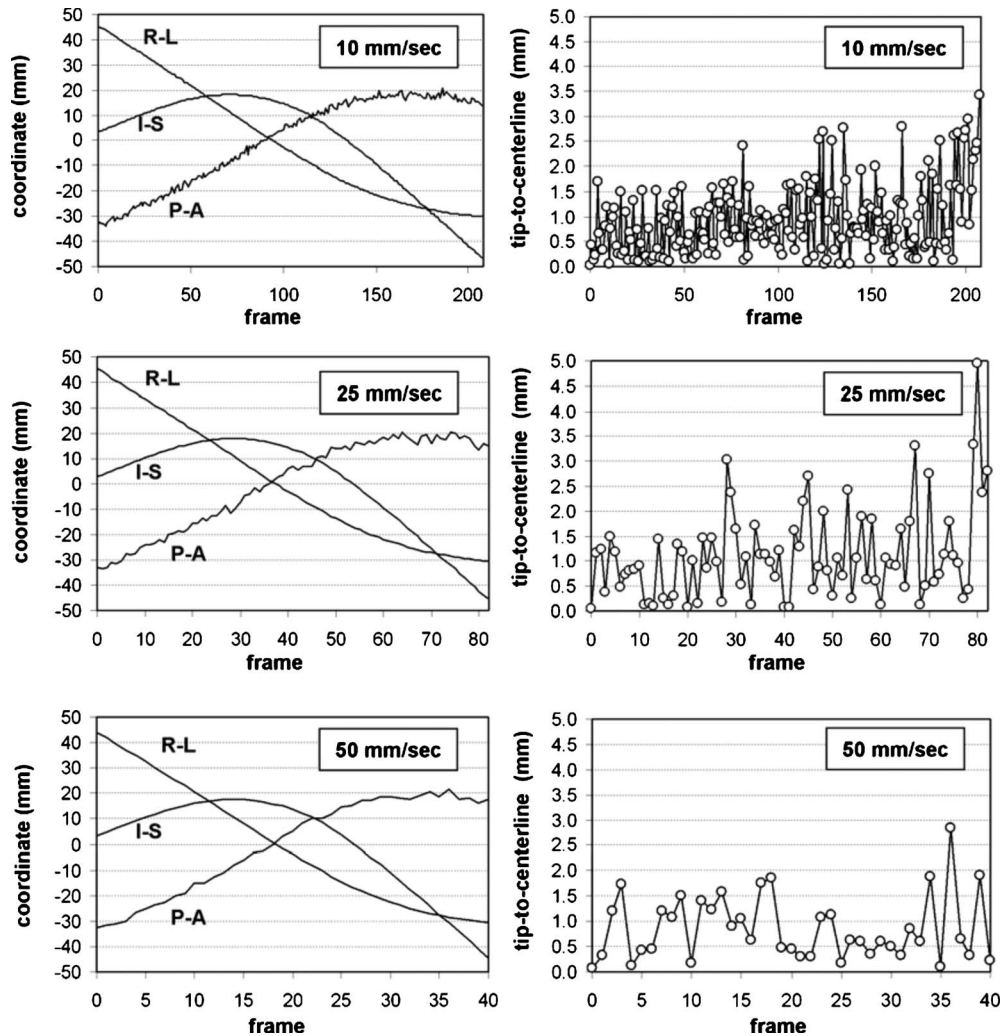 50
40
30
20
10
0
-10
-20
-30
-40
-50
coordinate (mm)
R-L
I-S
P-A
10 mm/sec
0 50 100 150 200
frame
5.0
4.5
4.0
3.5
3.0
2.5
2.0
1.5
1.0
0.5
0.0
tip-to-centerline (mm)
10 mm/sec
0 50 100 150 200
frame
50
40
30
20
10
0
-10
-20
-30
-40
-50
coordinate (mm)
R-L
I-S
P-A
25 mm/sec
0 10 20 30 40 50 60 70 80
frame
5.0
4.5
4.0
3.5
3.0
2.5
2.0
1.5
1.0
0.5
0.0
tip-to-centerline (mm)
25 mm/sec
0 10 20 30 40 50 60 70 80
frame
50
40
30
20
10
0
-10
-20
-30
-40
-50
coordinate (mm)
R-L
I-S
P-A
50 mm/sec
0 5 10 15 20 25 30 35 40
frame
5.0
4.5
4.0
3.5
3.0
2.5
2.0
1.5
1.0
0.5
0.0
tip-to-centerline (mm)
50 mm/sec
0 5 10 15 20 25 30 35 40
frame